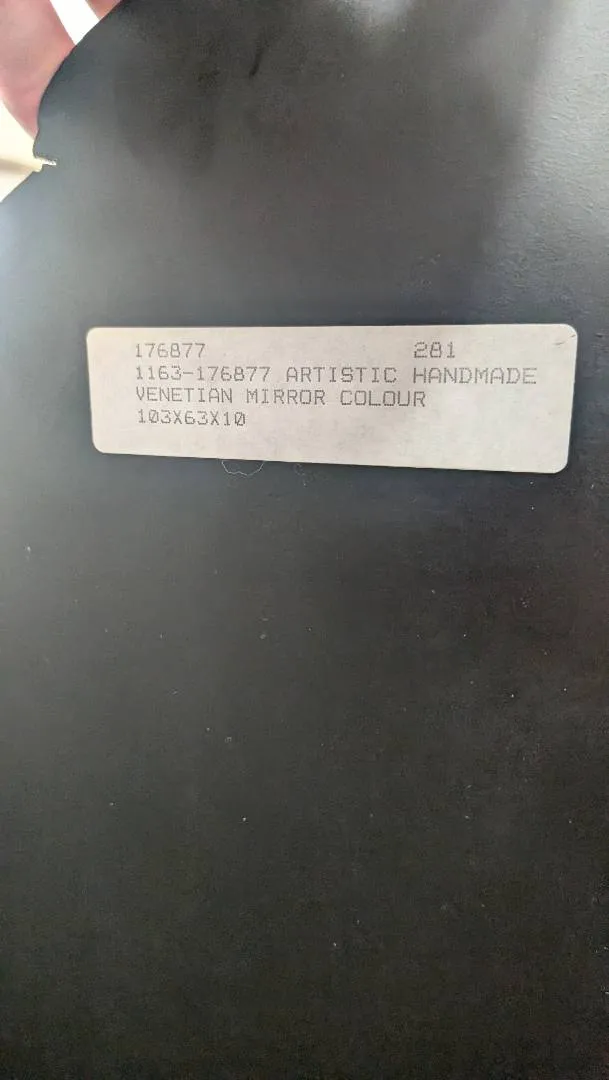 176877 281
1163-176877 ARTISTIC HANDMADE
VENETIAN MIRROR COLOUR
103X63X10